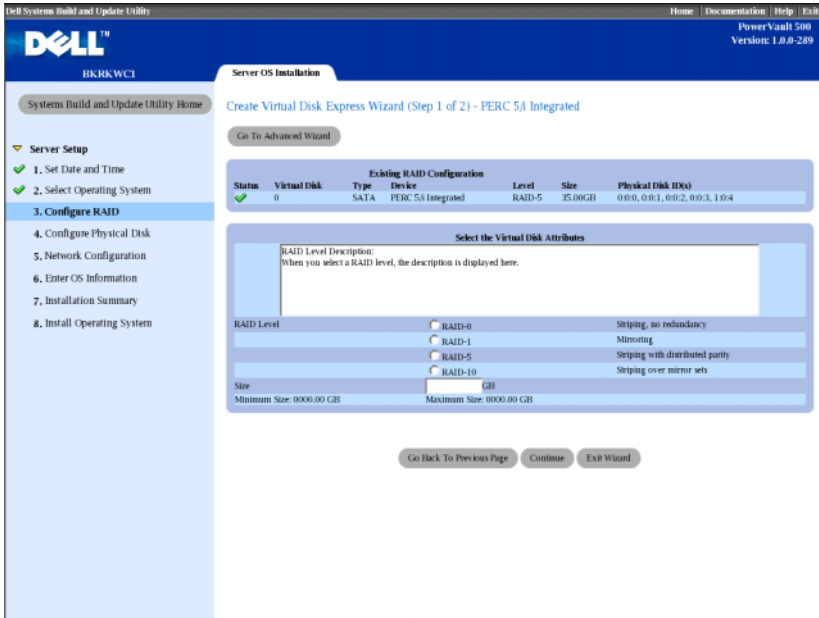 Dell Systems Build and Update Utility
Home | Documentation | Help | Exit
DELL™
PowerVault 500
Version: 1.0.0-289
BKRKWC1
Server OS Installation
Systems Build and Update Utility Home
Server Setup
1. Set Date and Time
2. Select Operating System
3. Configure RAID
4. Configure Physical Disk
5. Network Configuration
6. Enter OS Information
7. Installation Summary
8. Install Operating System
Create Virtual Disk Express Wizard (Step 1 of 2) - PERC 5/i Integrated
Go To Advanced Wizard
Existing RAID Configuration
Status Virtual Disk Type Device Level Size Physical Disk ID(s)
0 SATA PERC 5/i Integrated RAID-5 35.00GB 0:0:0, 0:0:1, 0:0:2, 0:0:3, 1:0:4
Select the Virtual Disk Attributes
RAID Level Description:
When you select a RAID level, the description is displayed here.
RAID Level RAID-0 Striping, no redundancy
RAID-1 Mirroring
RAID-5 Striping with distributed parity
RAID-10 Striping over mirror sets
Size GB
Minimum Size: 0000.00 GB Maximum Size: 0000.00 GB
Go Back To Previous Page Continue Exit Wizard